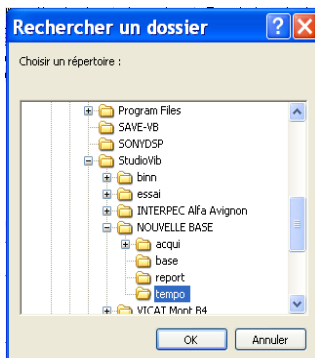 Rechercher un dossier
Choisir un répertoire :
Program Files
SAVE-VB
SONYDSP
StudioVib
binn
essai
INTERPEC Alfa Avignon
NOUVELLE BASE
acqui
base
report
tempo
VICAT Mont B4
OK Annuler